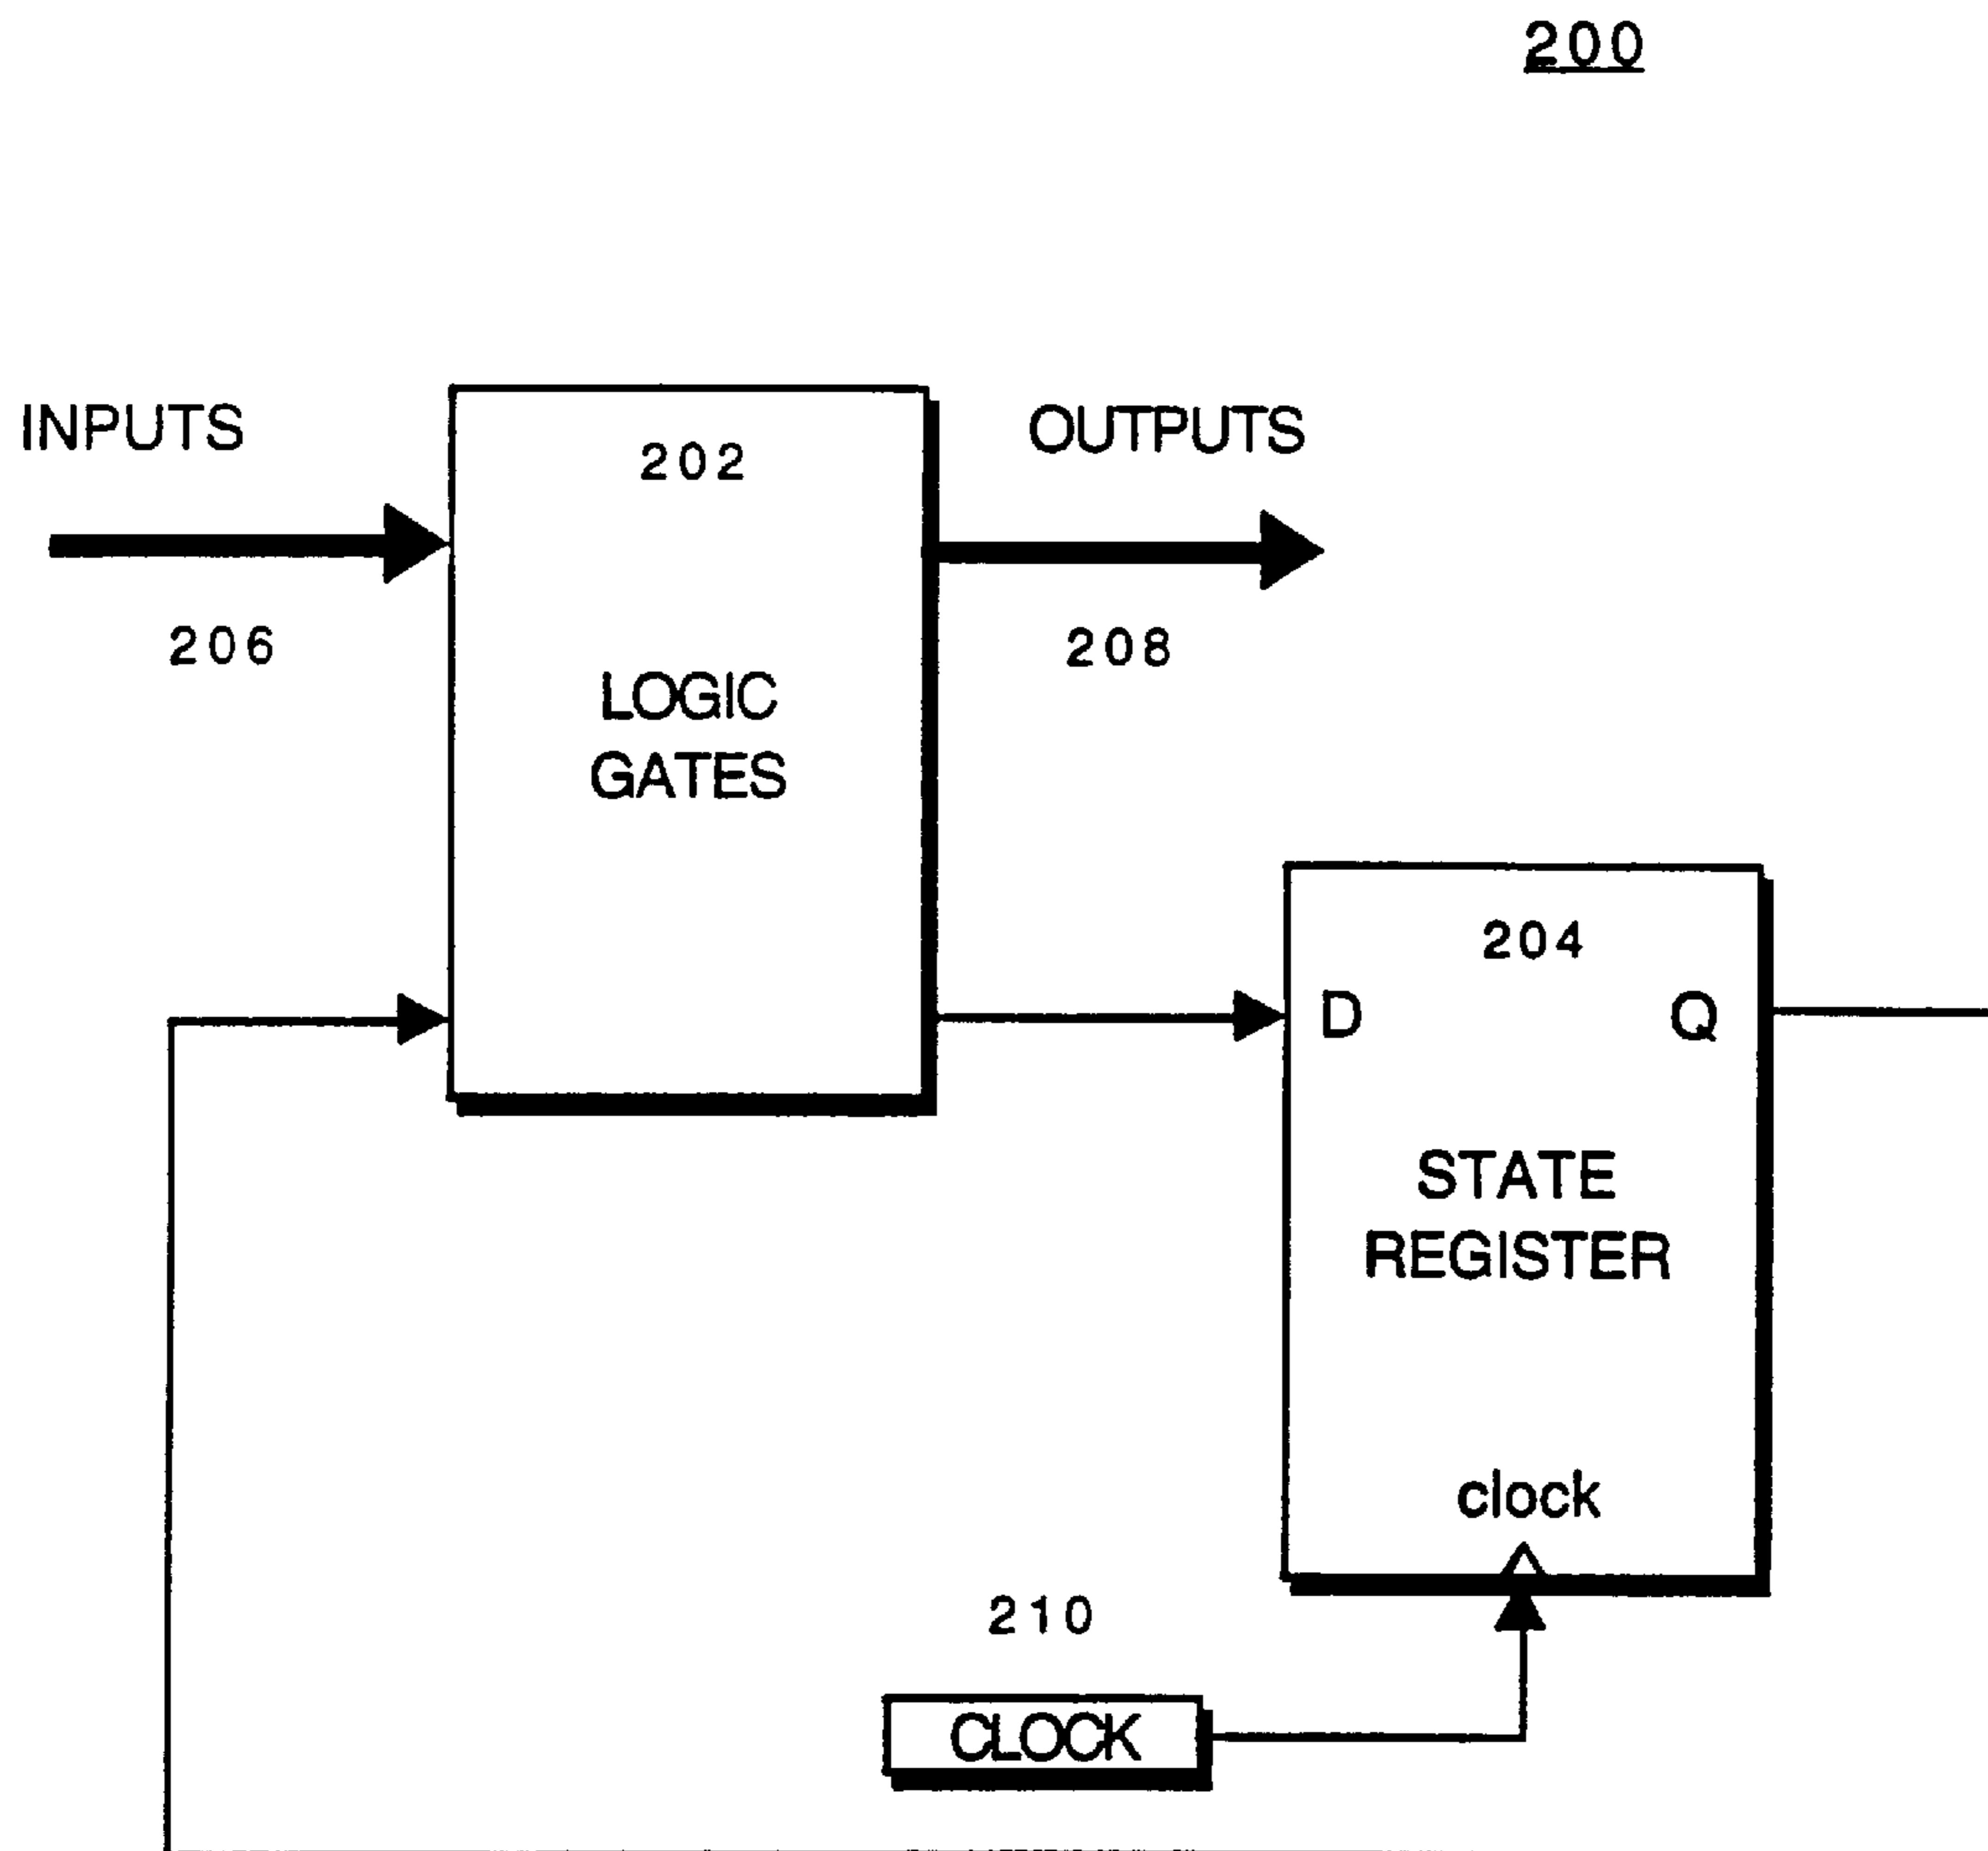 200
INPUTS
202
OUTPUTS
206
208
LOGIC
GATES
204
D
Q
STATE
REGISTER
clock
210
CLOCK